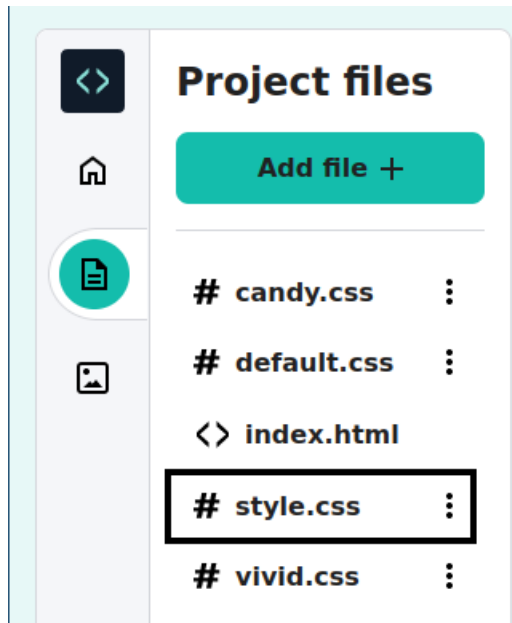 Project files
Add file +
# candy.css
# default.css
<> index.html
# style.css
# vivid.css